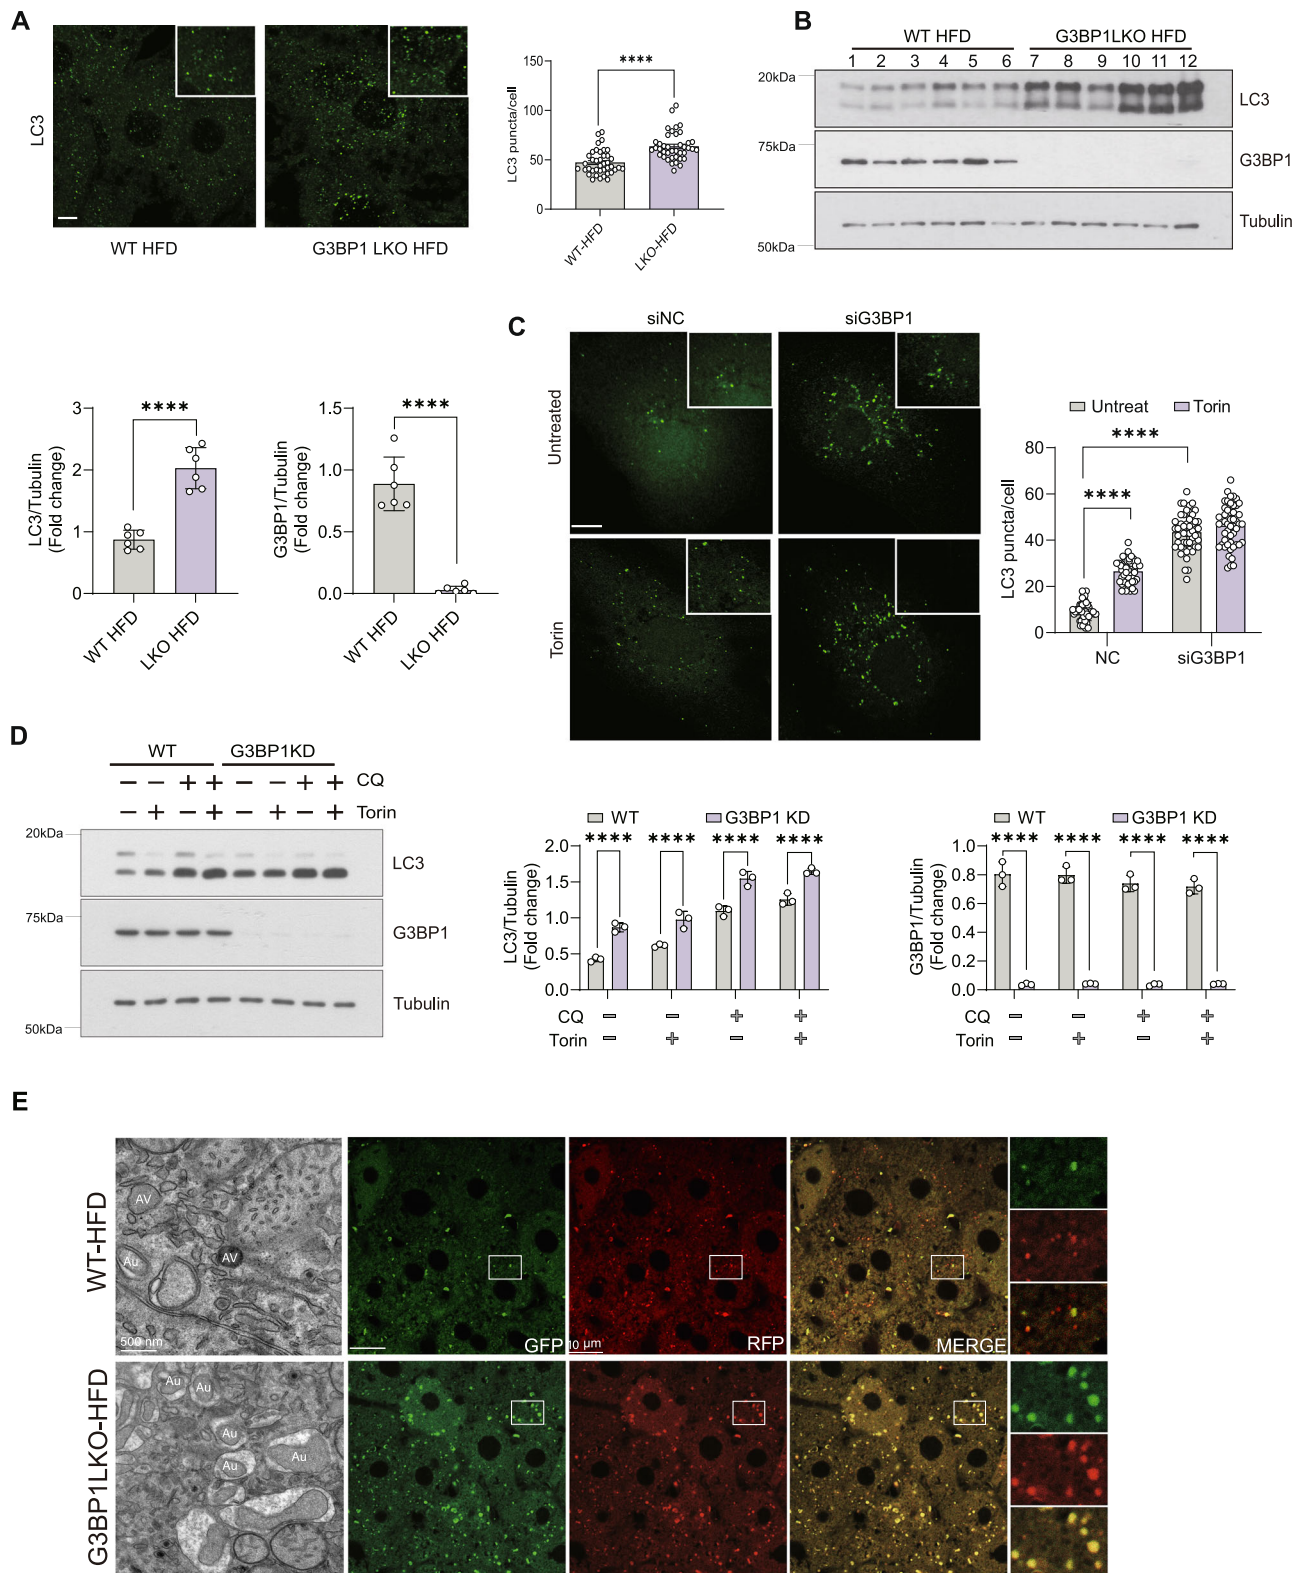 A
LC3
WT HFD
G3BP1 LKO HFD
****
LC3 puncta/cell
150
100
50
0
WT-HFD
LKO-HFD
B
WT HFD
G3BP1LKO HFD
1 2 3 4 5 6 7 8 9 10 11 12
20kDa
LC3
75kDa
G3BP1
Tubulin
50kDa
****
LC3/Tubulin
(Fold change)
3
2
1
0
WT HFD
LKO HFD
****
G3BP1/Tubulin
(Fold change)
1.5
1.0
0.5
0.0
WT HFD
LKO HFD
C
siNC
siG3BP1
Untreated
Torin
Untreat
Torin
****
****
LC3 puncta/cell
80
60
40
20
0
NC
siG3BP1
D
WT
G3BP1KD
− − + + − − + + CQ
− + − + − + − + Torin
20kDa
LC3
75kDa
G3BP1
Tubulin
50kDa
WT
G3BP1 KD
**** **** **** ****
LC3/Tubulin
(Fold change)
2.0
1.5
1.0
0.5
0.0
CQ − − + +
Torin − + − +
WT
G3BP1 KD
**** **** **** ****
G3BP1/Tubulin
(Fold change)
1.0
0.8
0.6
0.4
0.2
0.0
CQ − − + +
Torin − + − +
E
WT-HFD
AV
AV
Au
500 nm
GFP
10 µm
RFP
MERGE
G3BP1LKO-HFD
Au
Au
Au
Au
Au